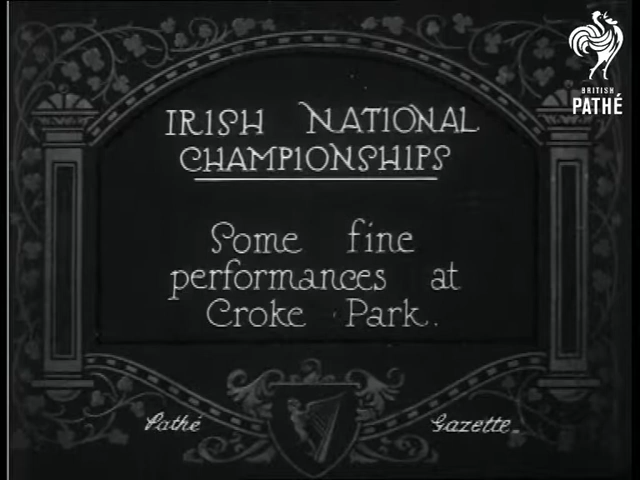 BRITISH
PATHÉ
IRISH NATIONAL
CHAMPIONSHIPS
Some fine
performances at
Croke Park.
Pathé Gazette